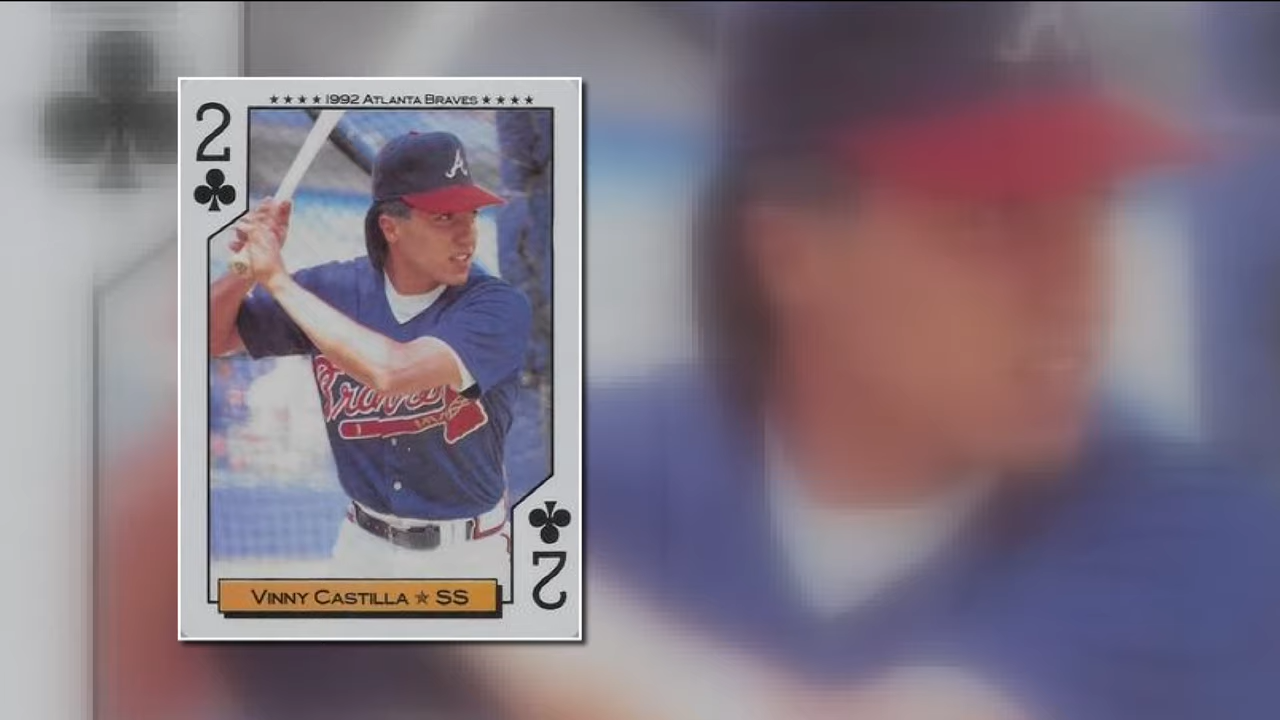 ★★★★ 1992 ATLANTA BRAVES ★★★★
2
A
Braves
VINNY CASTILLA ★ SS
2